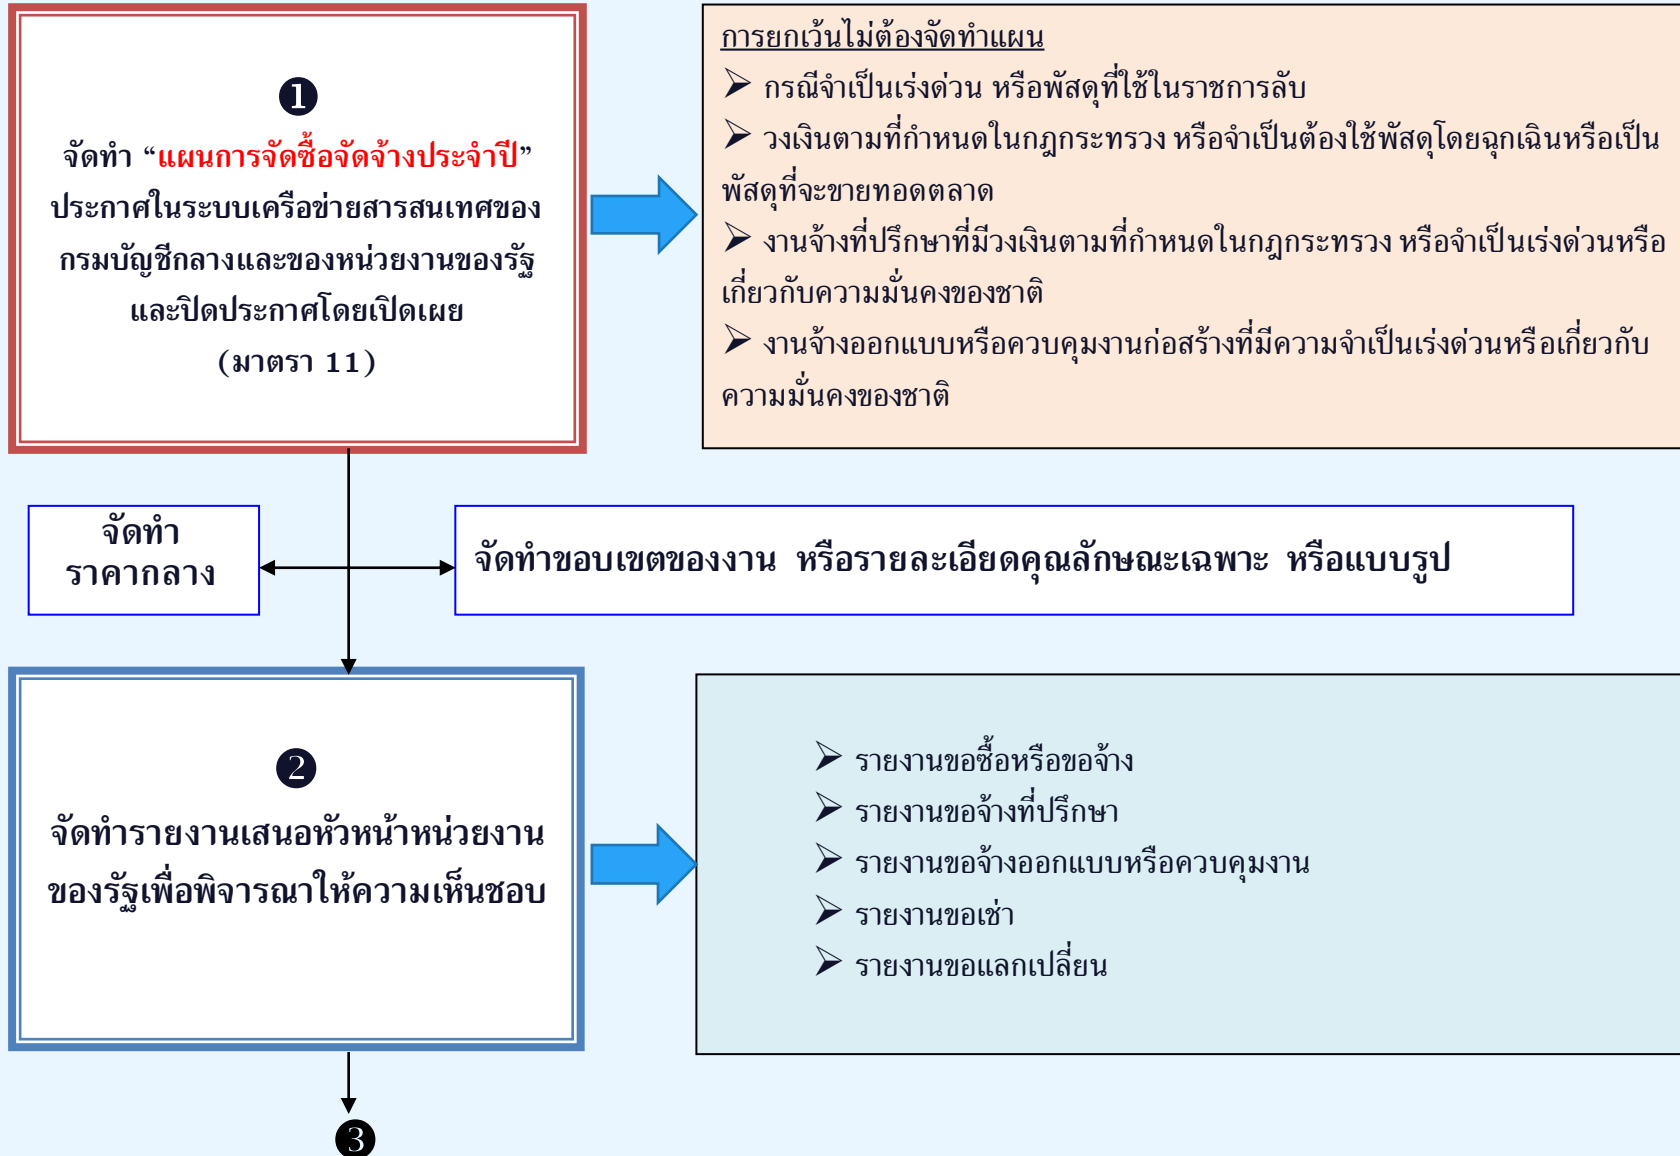 ❶
จัดทำ “แผนการจัดซื้อจัดจ้างประจำปี”
ประกาศในระบบเครือข่ายสารสนเทศของ
กรมบัญชีกลางและของหน่วยงานของรัฐ
และปิดประกาศโดยเปิดเผย
(มาตรา 11)
การยกเว้นไม่ต้องจัดทำแผน
➢ กรณีจำเป็นเร่งด่วน หรือพัสดุที่ใช้ในราชการลับ
➢ วงเงินตามที่กำหนดในกฎกระทรวง หรือจำเป็นต้องใช้พัสดุโดยฉุกเฉินหรือเป็น
พัสดุที่จะขายทอดตลาด
➢ งานจ้างที่ปรึกษาที่มีวงเงินตามที่กำหนดในกฎกระทรวง หรือจำเป็นเร่งด่วนหรือ
เกี่ยวกับความมั่นคงของชาติ
➢ งานจ้างออกแบบหรือควบคุมงานก่อสร้างที่มีความจำเป็นเร่งด่วนหรือเกี่ยวกับ
ความมั่นคงของชาติ
จัดทำ
ราคากลาง
จัดทำขอบเขตของงาน หรือรายละเอียดคุณลักษณะเฉพาะ หรือแบบรูป
❷
จัดทำรายงานเสนอหัวหน้าหน่วยงาน
ของรัฐเพื่อพิจารณาให้ความเห็นชอบ
➢ รายงานขอซื้อหรือขอจ้าง
➢ รายงานขอจ้างที่ปรึกษา
➢ รายงานขอจ้างออกแบบหรือควบคุมงาน
➢ รายงานขอเช่า
➢ รายงานขอแลกเปลี่ยน
❸